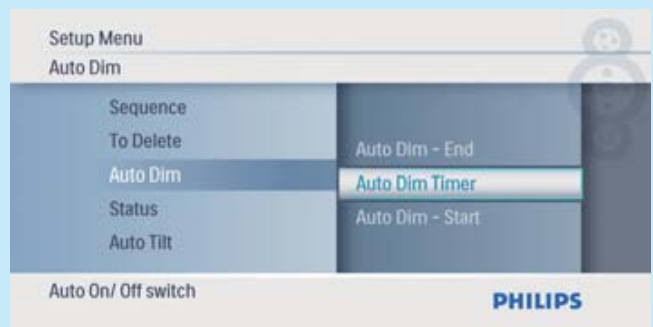 Setup Menu
Auto Dim
Sequence
To Delete
Auto Dim
Status
Auto Tilt
Auto Dim - End
Auto Dim Timer
Auto Dim - Start
Auto On/ Off switch
PHILIPS